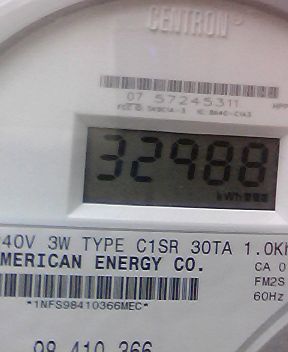 CENTRON®
07 57245311
32988
kWh
40V 3W TYPE C1SR 30TA 1.0K
MERICAN ENERGY CO.
CA 0
FM2S
60Hz
*1NFS98410366MEC*
98 410 366